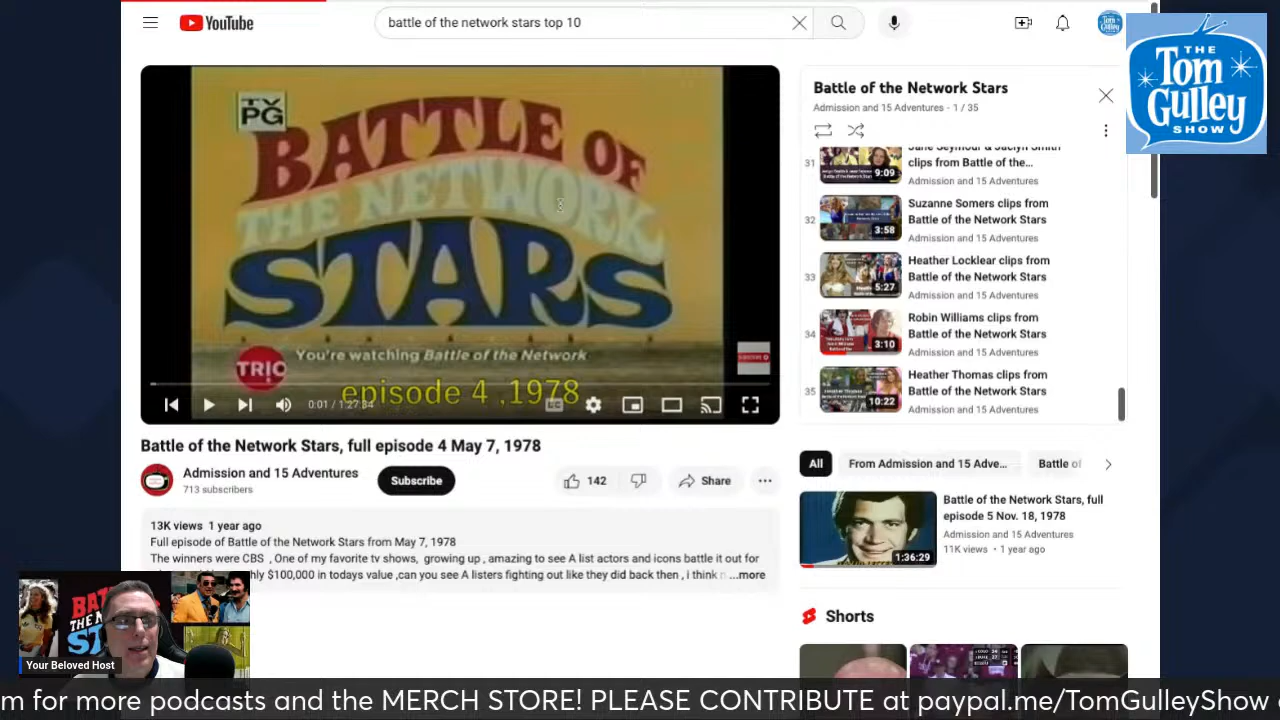 YouTube
battle of the network stars top 10
THE
Tom
Gulley
SHOW
TV
PG
BATTLE OF
STARS
TRIO
You're watching Battle of the Network
episode 4 ,1978
0:01 / 1:27:34
Battle of the Network Stars, full episode 4 May 7, 1978
Admission and 15 Adventures
713 subscribers
Subscribe
142
Share
13K views 1 year ago
Full episode of Battle of the Network Stars from May 7, 1978
The winners were CBS , One of my favorite tv shows, growing up , amazing to see A list actors and icons battle it out for
hly $100,000 in todays value ,can you see A listers fighting out like they did back then , i think n ...more
Battle of the Network Stars
Admission and 15 Adventures - 1 / 35
31
Jane Seymour & Jaclyn Smith
clips from Battle of the...
Admission and 15 Adventures
9:09
32
Suzanne Somers clips from
Battle of the Network Stars
Admission and 15 Adventures
3:58
33
Heather Locklear clips from
Battle of the Network Stars
Admission and 15 Adventures
5:27
34
Robin Williams clips from
Battle of the Network Stars
Admission and 15 Adventures
3:10
35
Heather Thomas clips from
Battle of the Network Stars
Admission and 15 Adventures
10:22
All
From Admission and 15 Adve...
Battle of
Battle of the Network Stars, full
episode 5 Nov. 18, 1978
Admission and 15 Adventures
11K views • 1 year ago
1:36:29
Shorts
Your Beloved Host
m for more podcasts and the MERCH STORE! PLEASE CONTRIBUTE at paypal.me/TomGulleyShow